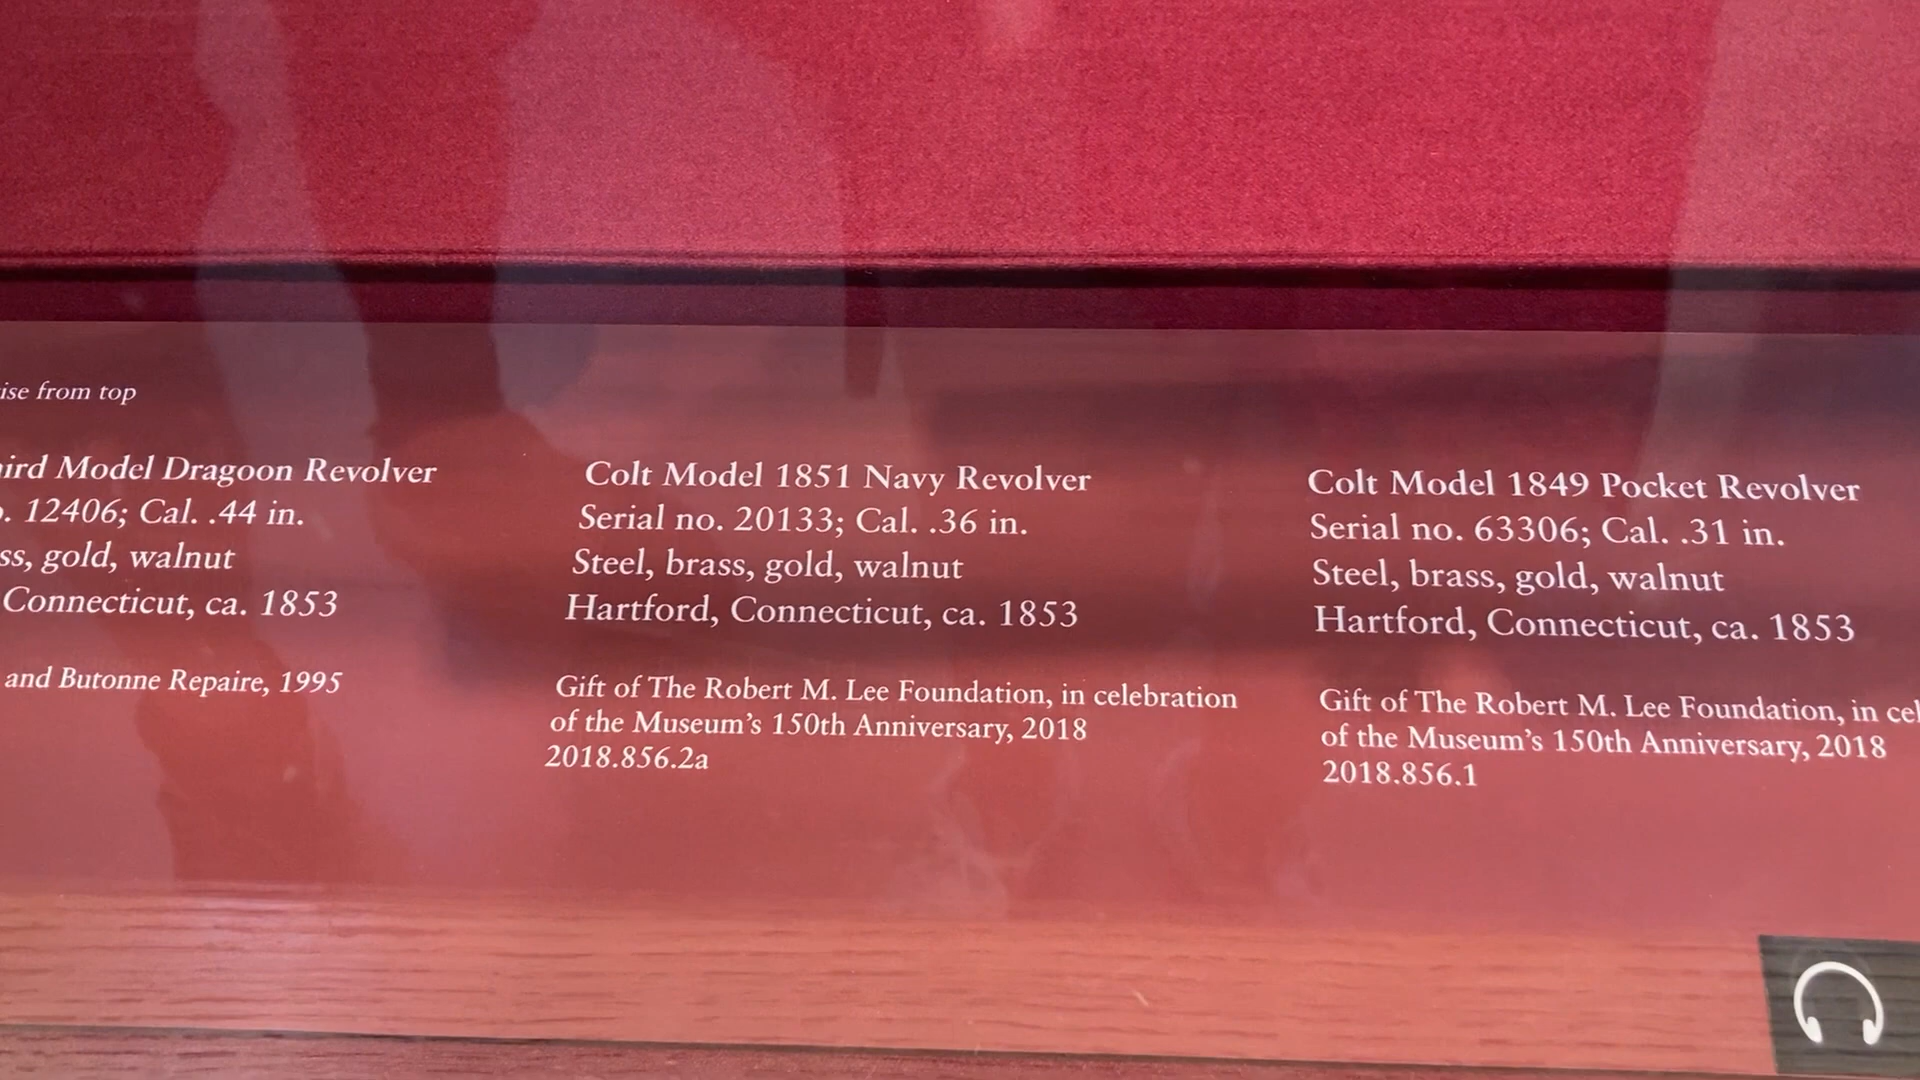 from top
Model Dragoon Revolver
12406; Cal. .44 in.
gold, walnut
Connecticut, ca. 1853
and Butonne Repaire, 1995
Colt Model 1851 Navy Revolver
Serial no. 20133; Cal. .36 in.
Steel, brass, gold, walnut
Hartford, Connecticut, ca. 1853
Gift of The Robert M. Lee Foundation, in celebration
of the Museum's 150th Anniversary, 2018
2018.856.2a
Colt Model 1849 Pocket Revolver
Serial no. 63306; Cal. .31 in.
Steel, brass, gold, walnut
Hartford, Connecticut, ca. 1853
Gift of The Robert M. Lee Foundation, in
of the Museum's 150th Anniversary, 2018
2018.856.1